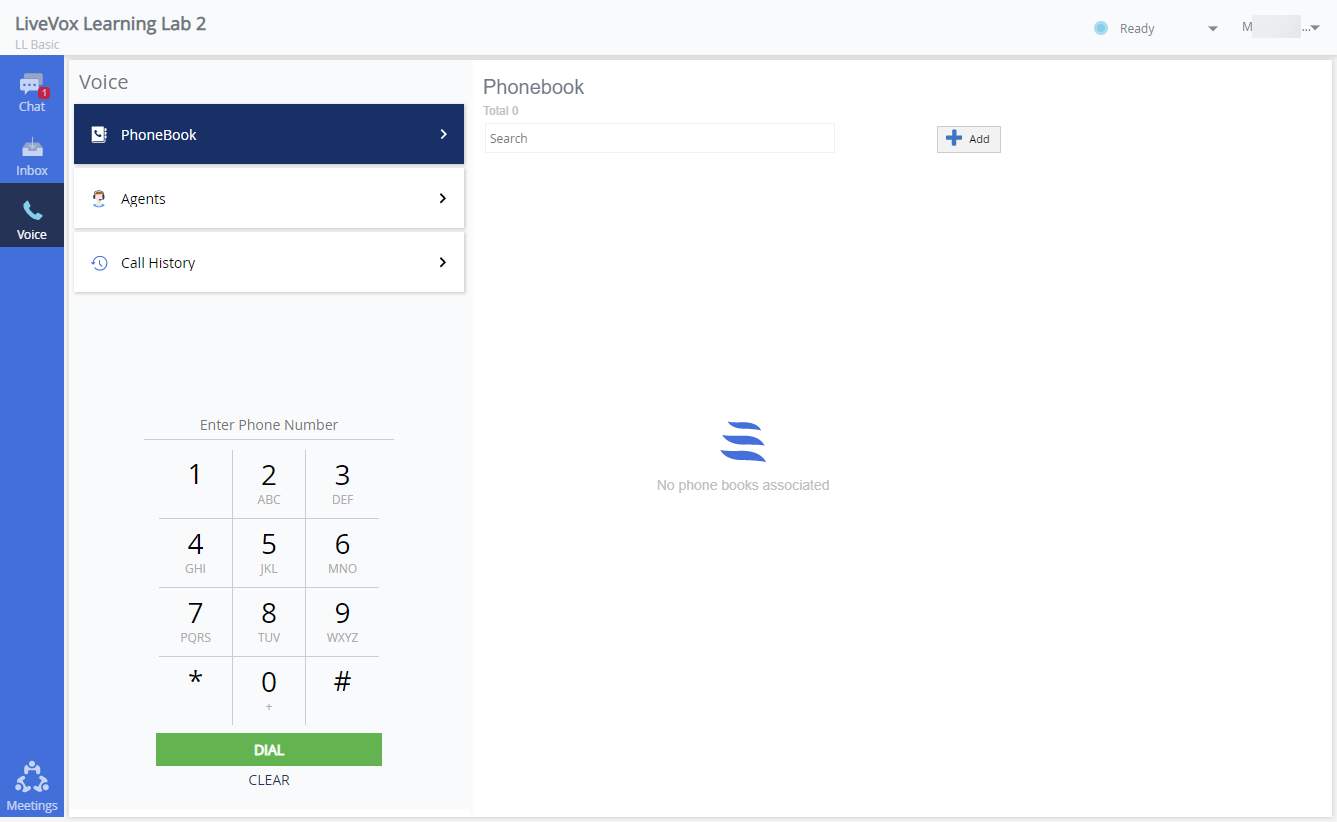 LiveVox Learning Lab 2
LL Basic
Ready
M ...
1
Chat
Inbox
Voice
Meetings
Voice
PhoneBook
Agents
Call History
Enter Phone Number
1 2 3
ABC DEF
4 5 6
GHI JKL MNO
7 8 9
PQRS TUV WXYZ
* 0 #
+
DIAL
CLEAR
Phonebook
Total 0
Search
Add
No phone books associated